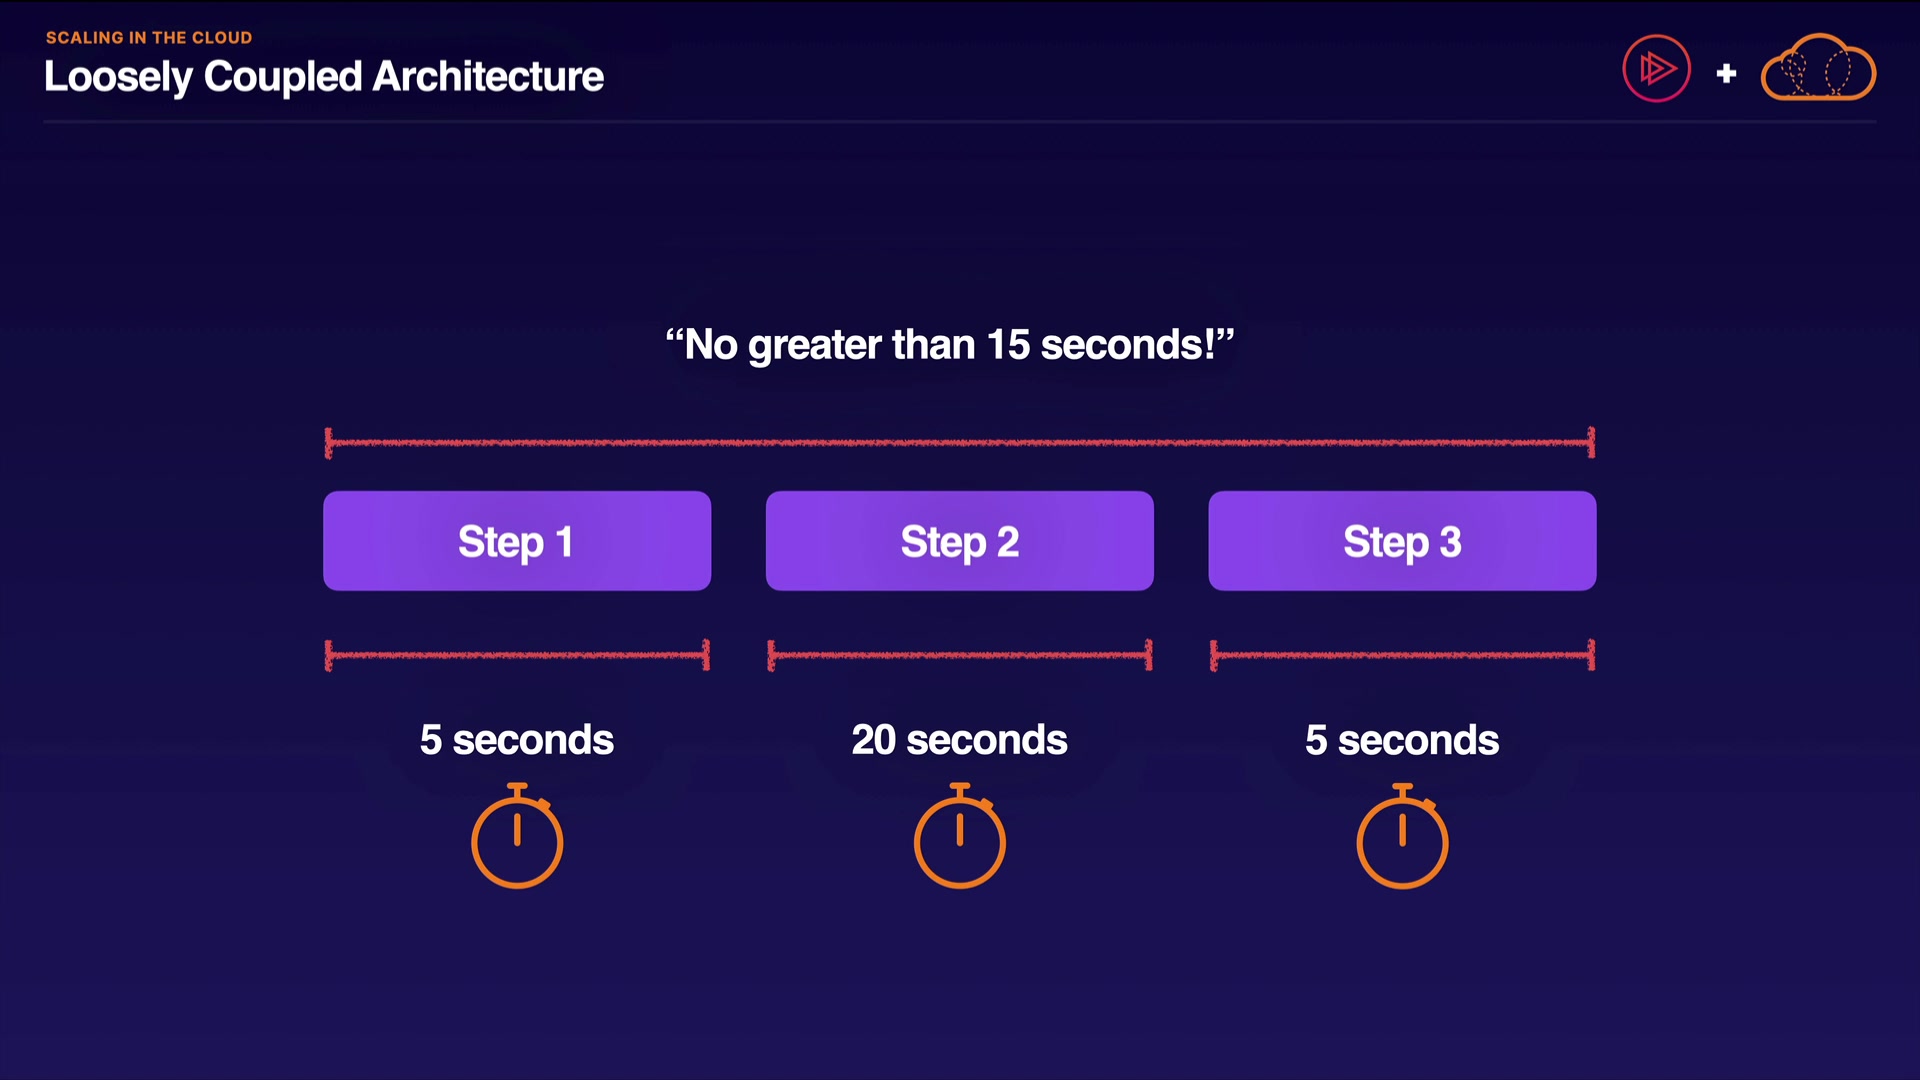 SCALING IN THE CLOUD
Loosely Coupled Architecture
+
“No greater than 15 seconds!”
Step 1
Step 2
Step 3
5 seconds
20 seconds
5 seconds